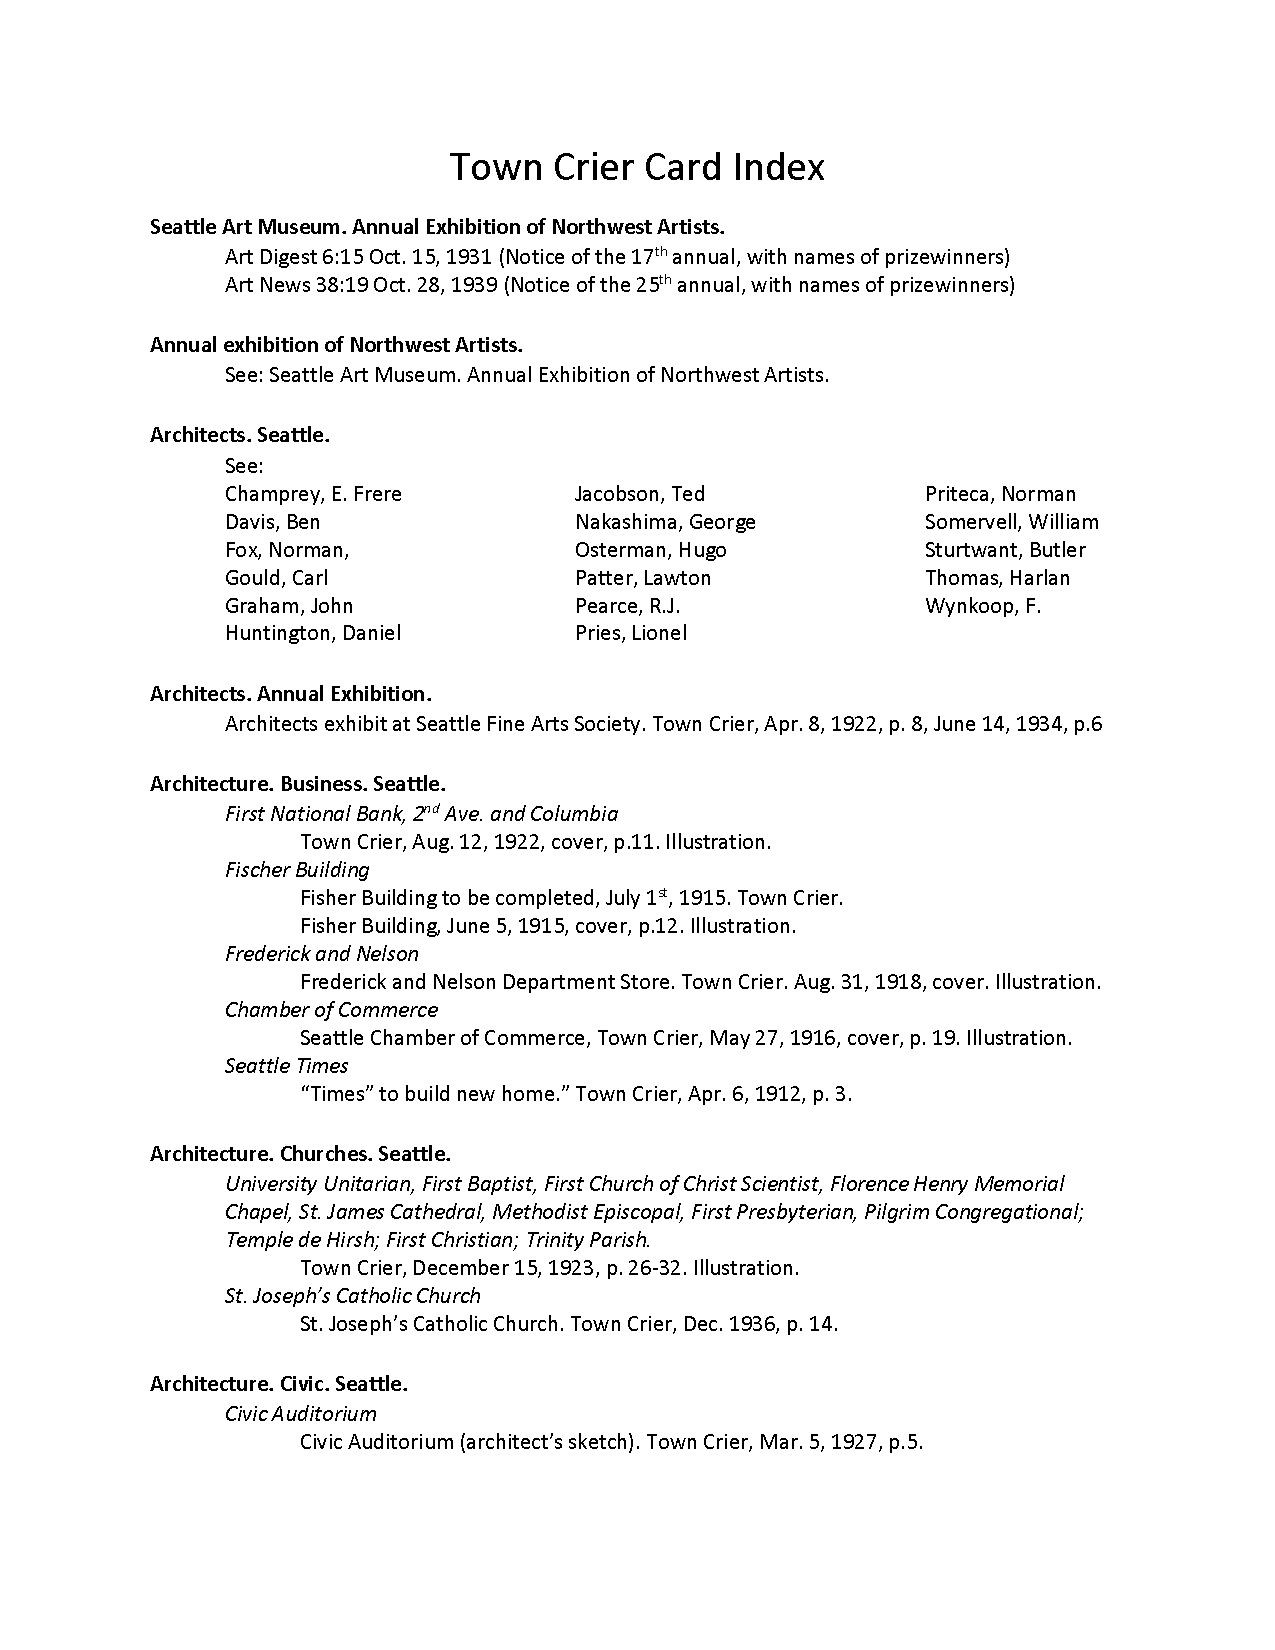 Town Crier Card Index
Seattle Art Museum. Annual Exhibition of Northwest Artists.
Art Digest 6:15 Oct. 15, 1931 (Notice of the 17th annual, with names of prizewinners)
Art News 38:19 Oct. 28, 1939 (Notice of the 25th annual, with names of prizewinners)
Annual exhibition of Northwest Artists.
See: Seattle Art Museum. Annual Exhibition of Northwest Artists.
Architects. Seattle.
See:
Champrey, E. Frere
Davis, Ben
Fox, Norman,
Gould, Carl
Graham, John
Huntington, Daniel
Jacobson, Ted
Nakashima, George
Osterman, Hugo
Patter, Lawton
Pearce, R.J.
Pries, Lionel
Priteca, Norman
Somervell, William
Sturtwant, Butler
Thomas, Harlan
Wynkoop, F.
Architects. Annual Exhibition.
Architects exhibit at Seattle Fine Arts Society. Town Crier, Apr. 8, 1922, p. 8, June 14, 1934, p.6
Architecture. Business. Seattle.
First National Bank, 2nd Ave. and Columbia
Town Crier, Aug. 12, 1922, cover, p.11. Illustration.
Fischer Building
Fisher Building to be completed, July 1st, 1915. Town Crier.
Fisher Building, June 5, 1915, cover, p.12. Illustration.
Frederick and Nelson
Frederick and Nelson Department Store. Town Crier. Aug. 31, 1918, cover. Illustration.
Chamber of Commerce
Seattle Chamber of Commerce, Town Crier, May 27, 1916, cover, p. 19. Illustration.
Seattle Times
“Times” to build new home.” Town Crier, Apr. 6, 1912, p. 3.
Architecture. Churches. Seattle.
University Unitarian, First Baptist, First Church of Christ Scientist, Florence Henry Memorial
Chapel, St. James Cathedral, Methodist Episcopal, First Presbyterian, Pilgrim Congregational;
Temple de Hirsh; First Christian; Trinity Parish.
Town Crier, December 15, 1923, p. 26-32. Illustration.
St. Joseph’s Catholic Church
St. Joseph’s Catholic Church. Town Crier, Dec. 1936, p. 14.
Architecture. Civic. Seattle.
Civic Auditorium
Civic Auditorium (architect’s sketch). Town Crier, Mar. 5, 1927, p.5.